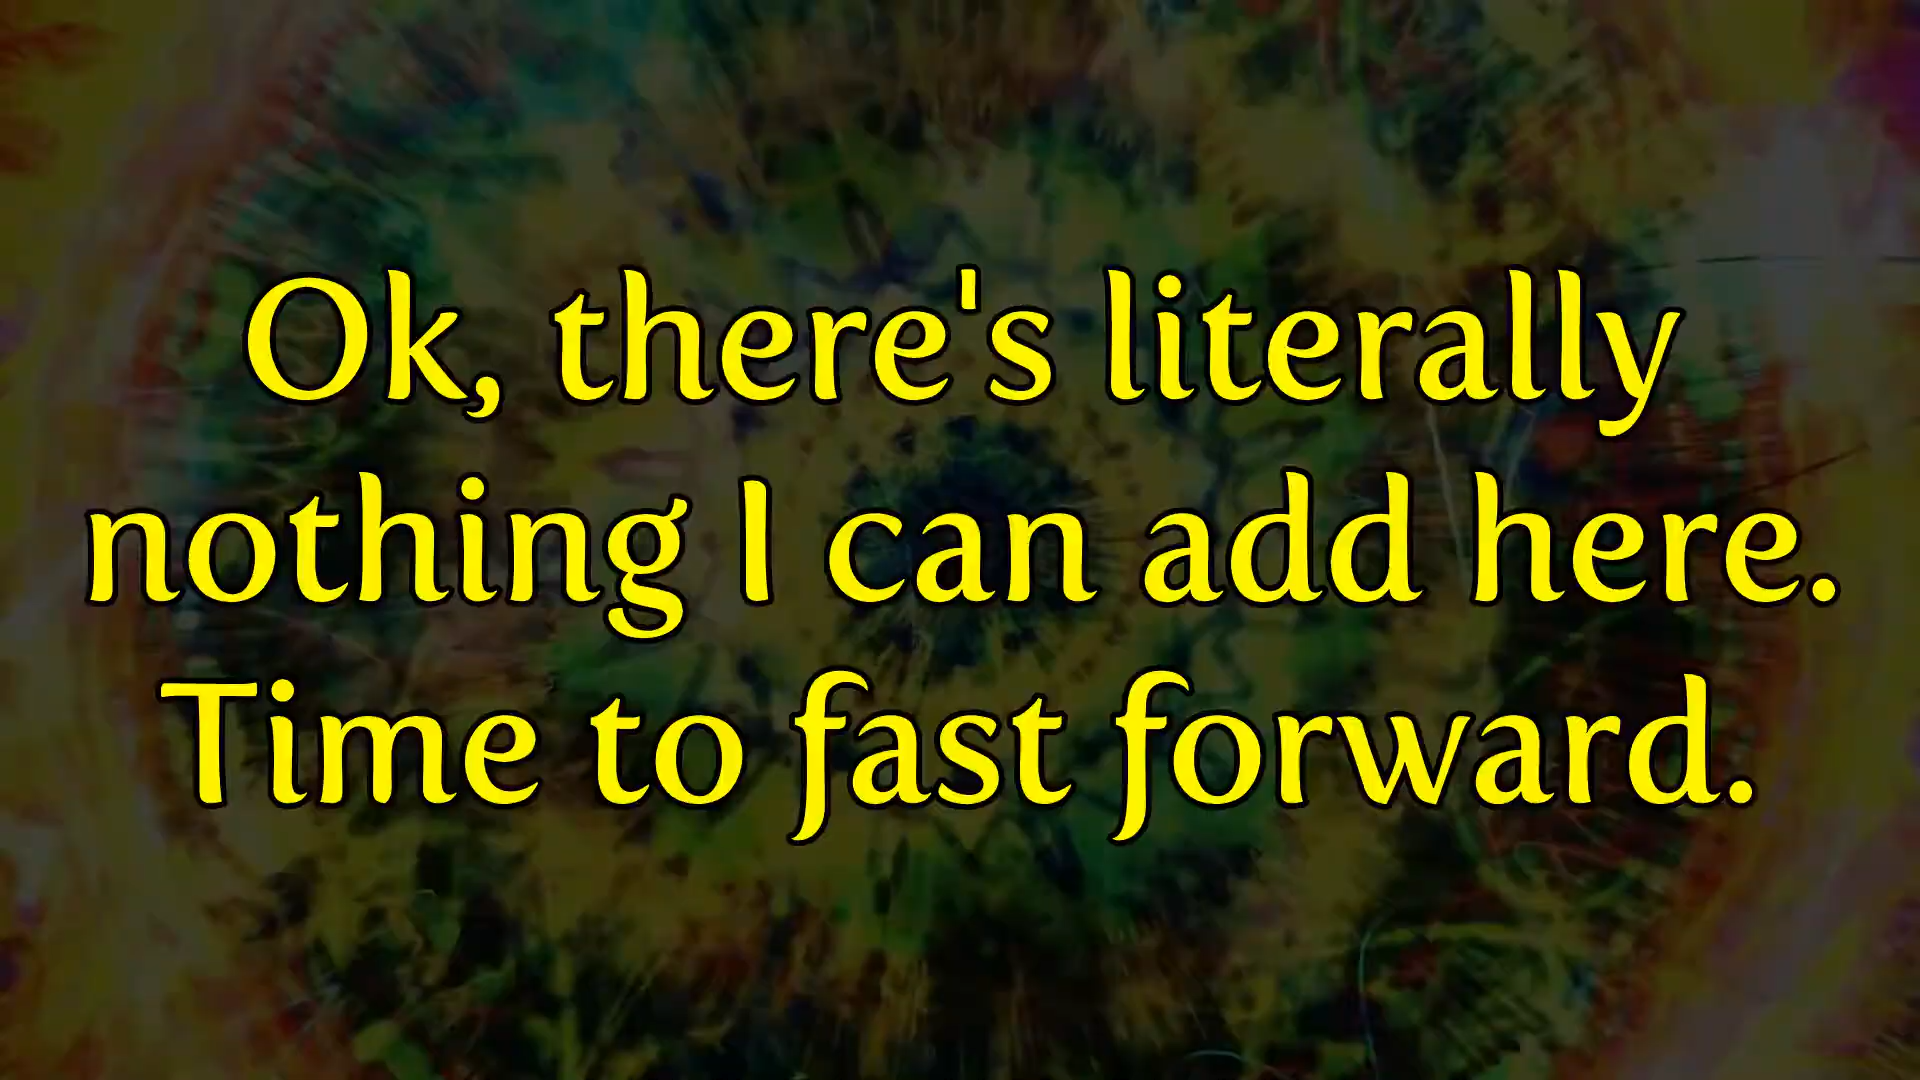 Ok, there's literally
nothing I can add here.
Time to fast forward.